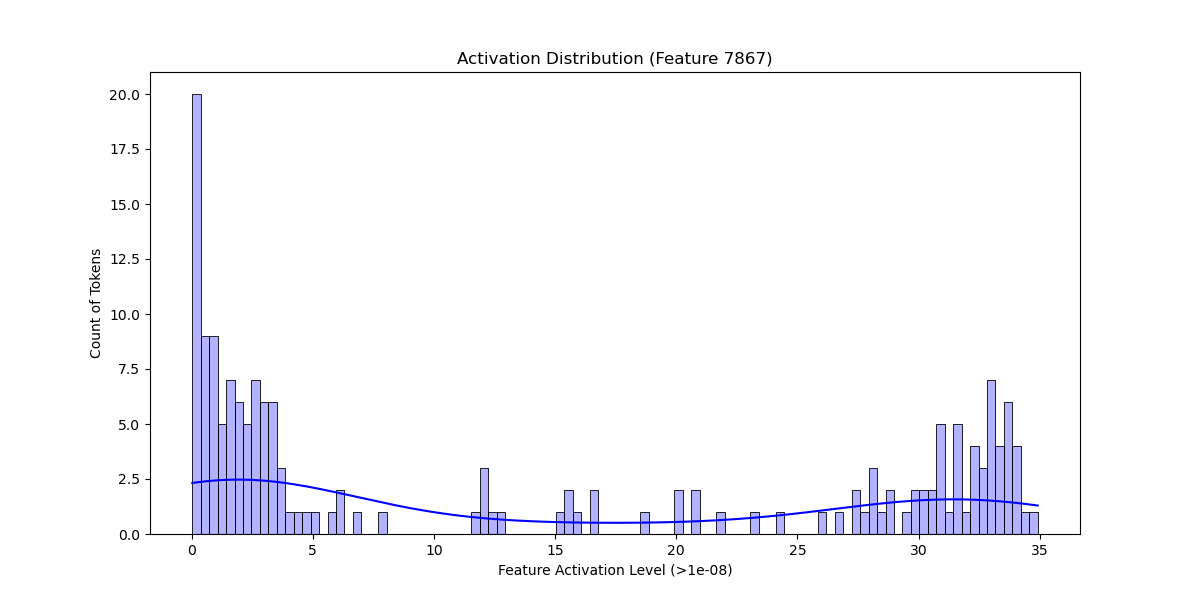 Activation Distribution (Feature 7867)
20.0
17.5
15.0
12.5
10.0
7.5
5.0
2.5
0.0
Count of Tokens
0 5 10 15 20 25 30 35
Feature Activation Level (>1e-08)